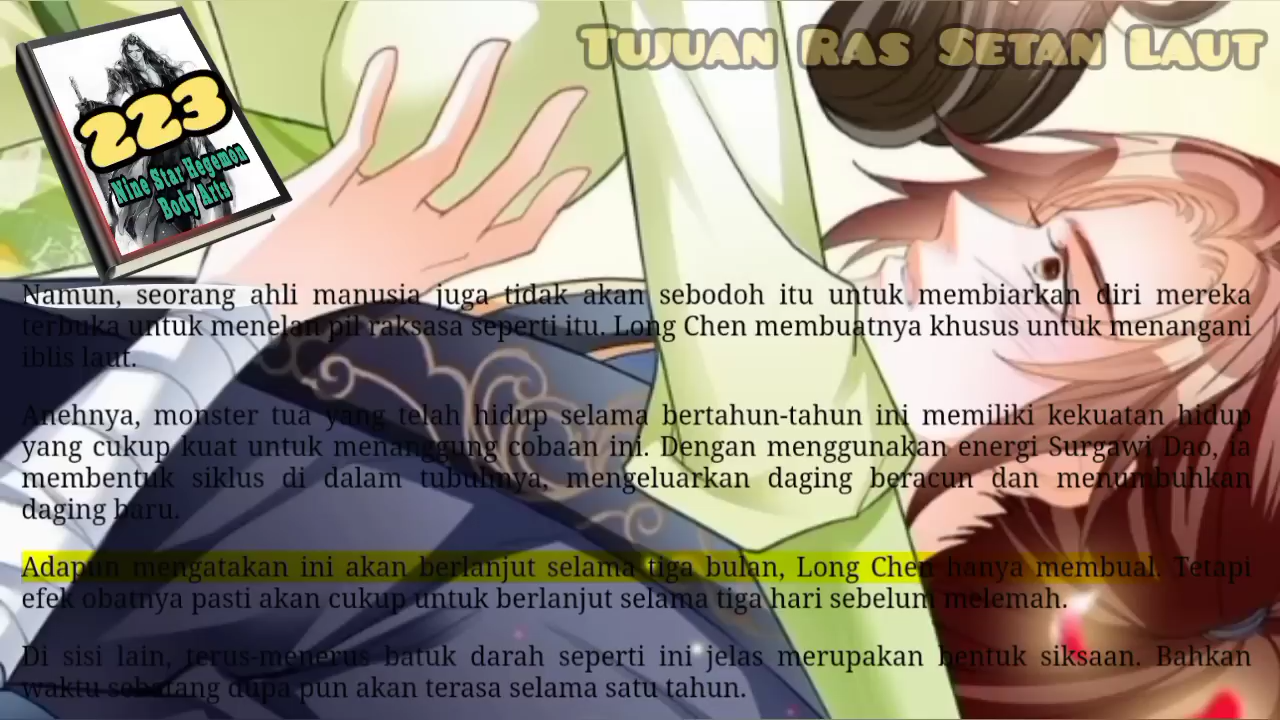 Tujuan Ras Setan Laut
223
Nine Star Hegemon
Body Arts
Namun, seorang ahli manusia juga tidak akan sebodoh itu untuk membiarkan diri mereka
terbuka untuk menelan pil raksasa seperti itu. Long Chen membuatnya khusus untuk menangani
iblis laut.
Anehnya, monster tua yang telah hidup selama bertahun-tahun ini memiliki kekuatan hidup
yang cukup kuat untuk menanggung cobaan ini. Dengan menggunakan energi Surgawi Dao, ia
membentuk siklus di dalam tubuhnya, mengeluarkan daging beracun dan menumbuhkan
daging baru.
Adapun mengatakan ini akan berlanjut selama tiga bulan, Long Chen hanya membual. Tetapi
efek obatnya pasti akan cukup untuk berlanjut selama tiga hari sebelum melemah.
Di sisi lain, terus-menerus batuk darah seperti ini jelas merupakan bentuk siksaan. Bahkan
waktu sebatang dupa pun akan terasa selama satu tahun.